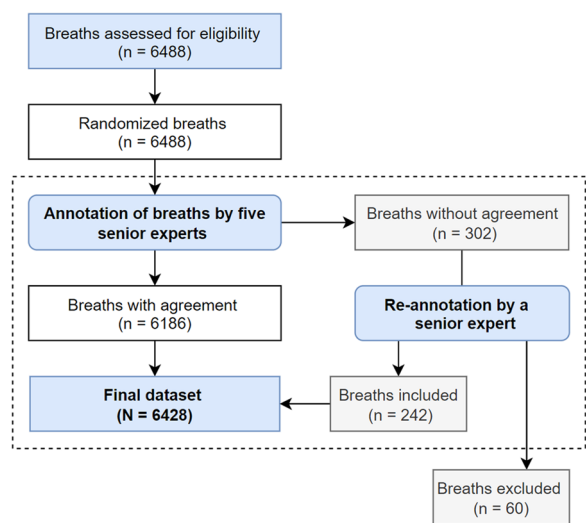 Breaths assessed for eligibility
(n = 6488)
Randomized breaths
(n = 6488)
Annotation of breaths by five
senior experts
Breaths without agreement
(n = 302)
Breaths with agreement
(n = 6186)
Re-annotation by a
senior expert
Final dataset
(N = 6428)
Breaths included
(n = 242)
Breaths excluded
(n = 60)